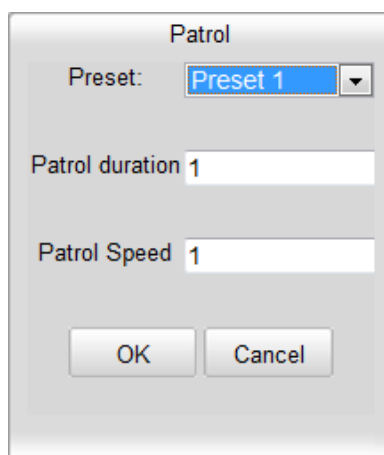 Patrol
Preset: Preset 1
Patrol duration 1
Patrol Speed 1
OK Cancel